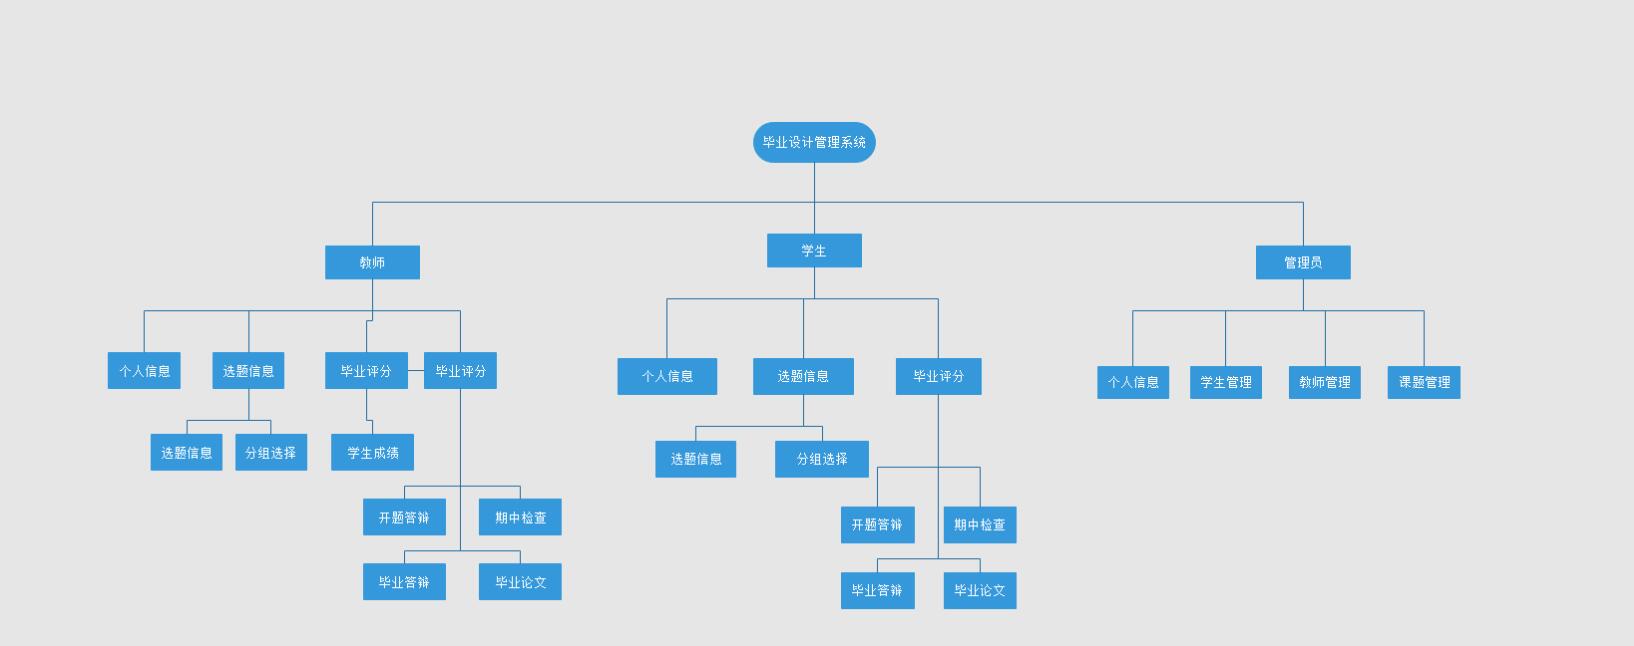 毕业设计管理系统
教师
学生
管理员
个人信息
选题信息
毕业评分
毕业评分
个人信息
选题信息
毕业评分
个人信息
学生管理
教师管理
课题管理
选题信息
分组选择
学生成绩
选题信息
分组选择
开题答辩
期中检查
开题答辩
期中检查
毕业答辩
毕业论文
毕业答辩
毕业论文